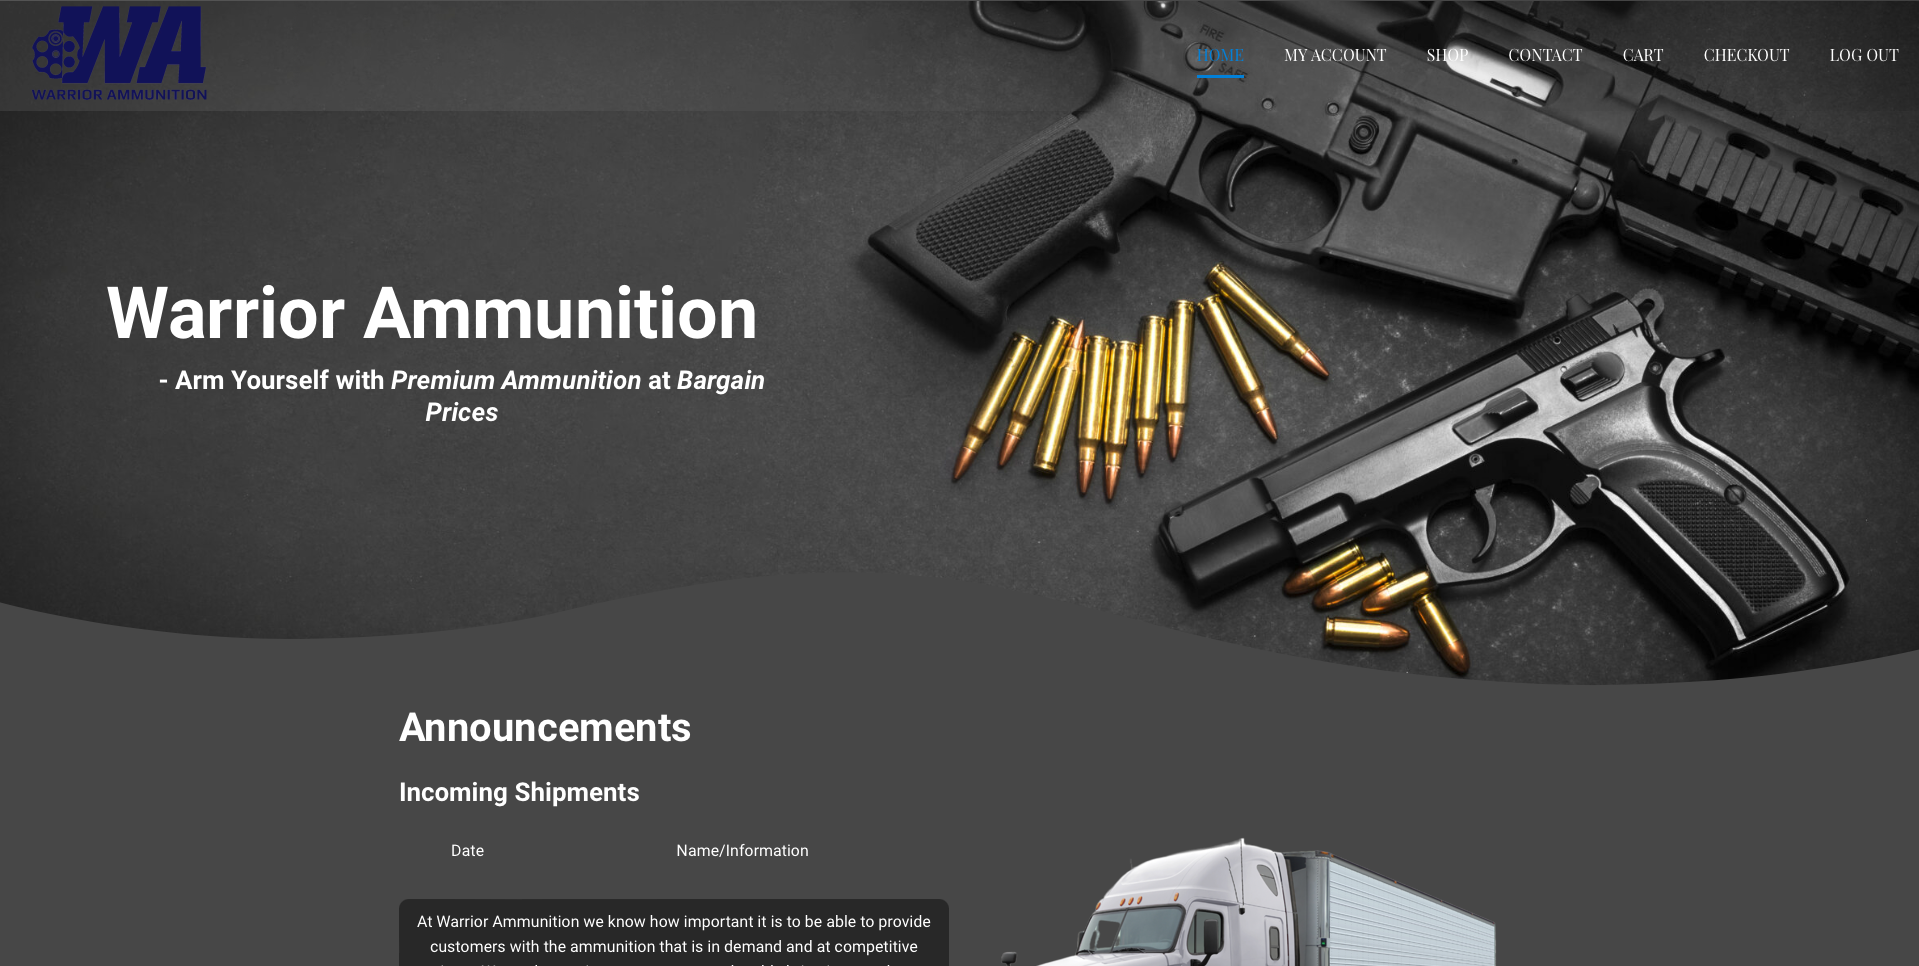 WA
WARRIOR AMMUNITION
HOME MY ACCOUNT SHOP CONTACT CART CHECKOUT LOG OUT
FIRE
SAFE
Warrior Ammunition
- Arm Yourself with Premium Ammunition at Bargain
Prices
Announcements
Incoming Shipments
Date Name/Information
At Warrior Ammunition we know how important it is to be able to provide
customers with the ammunition that is in demand and at competitive